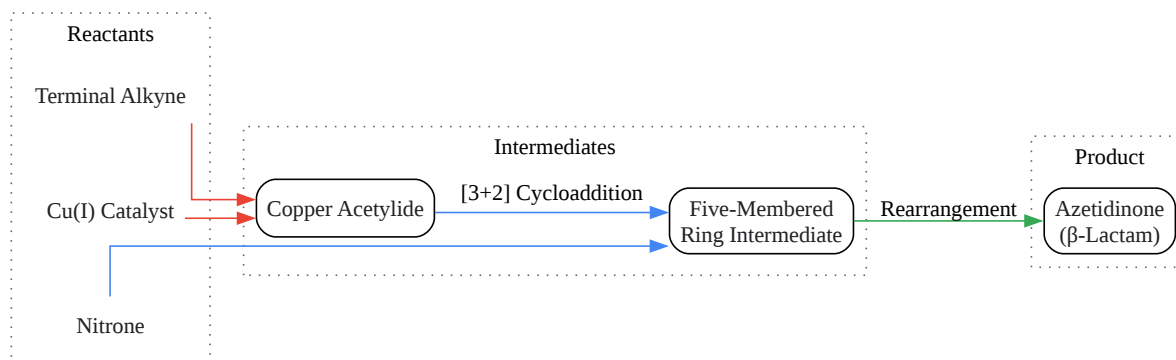 Reactants
Terminal Alkyne
Cu(I) Catalyst
Nitrone
Intermediates
Copper Acetylide
[3+2] Cycloaddition
Five-Membered
Ring Intermediate
Rearrangement
Product
Azetidinone
(β-Lactam)